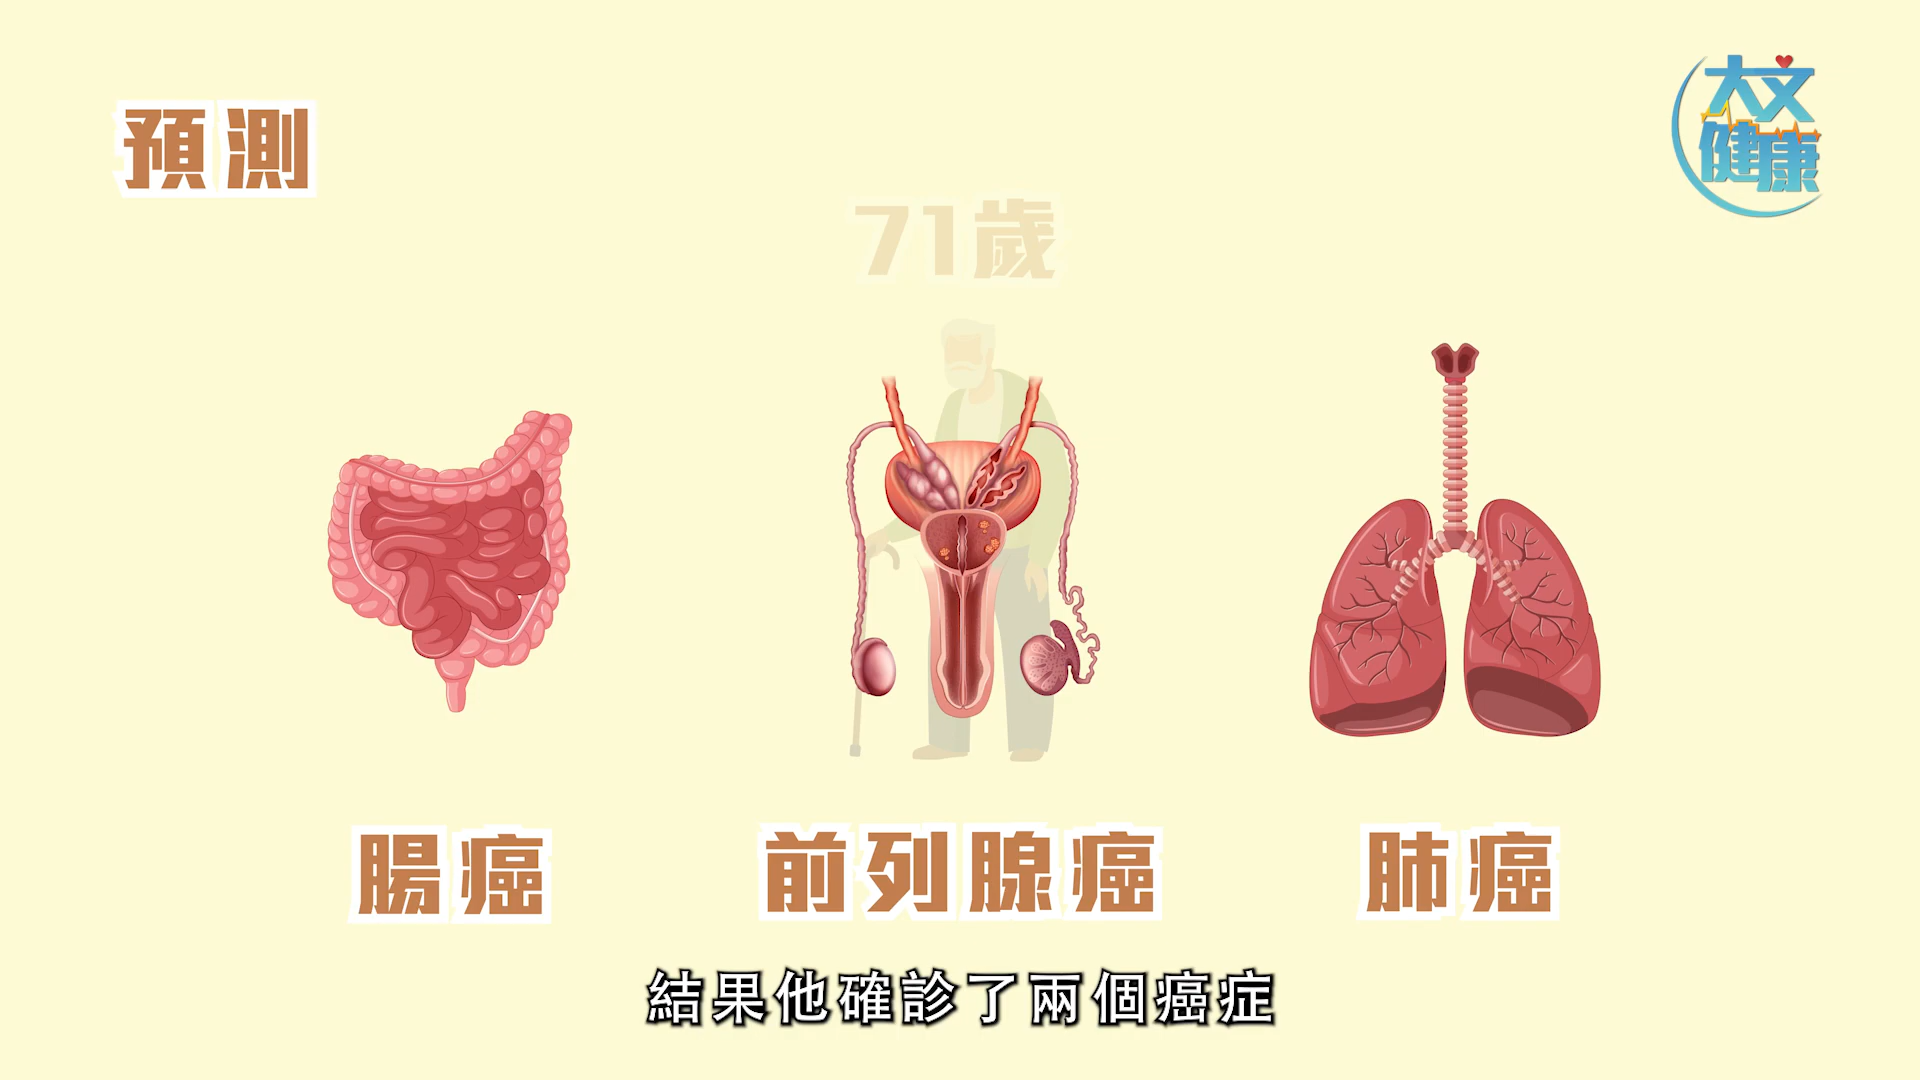 預測
大文
健康
71歲
腸癌
前列腺癌
肺癌
結果他確診了兩個癌症